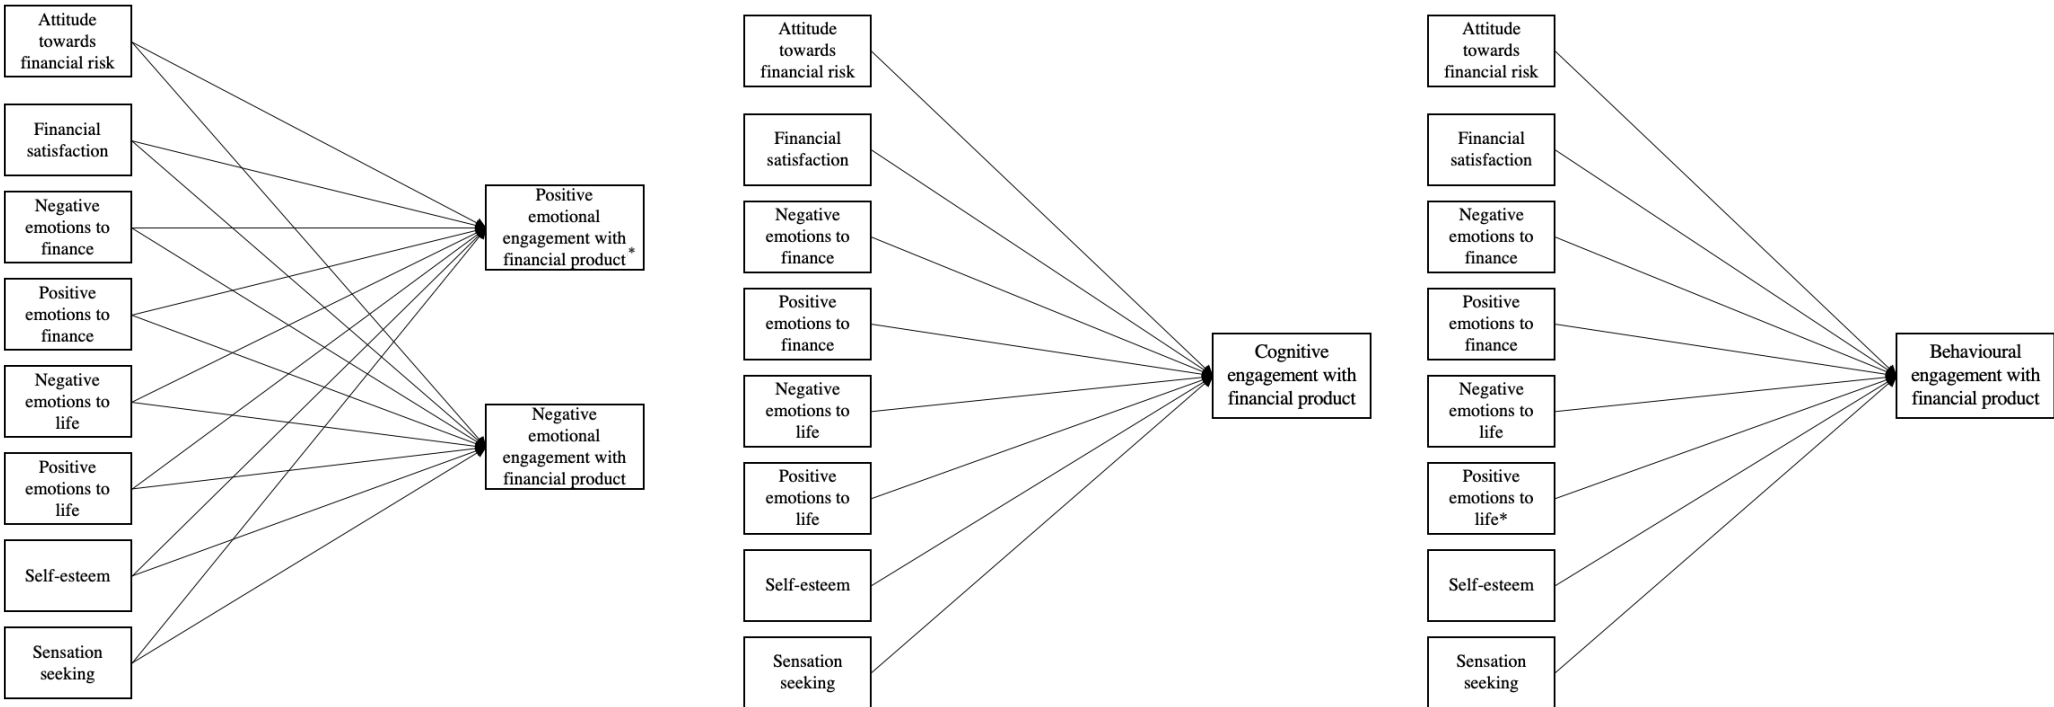 Attitude
towards
financial risk
Financial
satisfaction
Negative
emotions to
finance
Positive
emotions to
finance
Negative
emotions to
life
Positive
emotions to
life
Self-esteem
Sensation
seeking
Positive
emotional
engagement with
financial product*
Negative
emotional
engagement with
financial product
Attitude
towards
financial risk
Financial
satisfaction
Negative
emotions to
finance
Positive
emotions to
finance
Negative
emotions to
life
Positive
emotions to
life
Self-esteem
Sensation
seeking
Cognitive
engagement with
financial product
Attitude
towards
financial risk
Financial
satisfaction
Negative
emotions to
finance
Positive
emotions to
finance
Negative
emotions to
life
Positive
emotions to
life*
Self-esteem
Sensation
seeking
Behavioural
engagement with
financial product